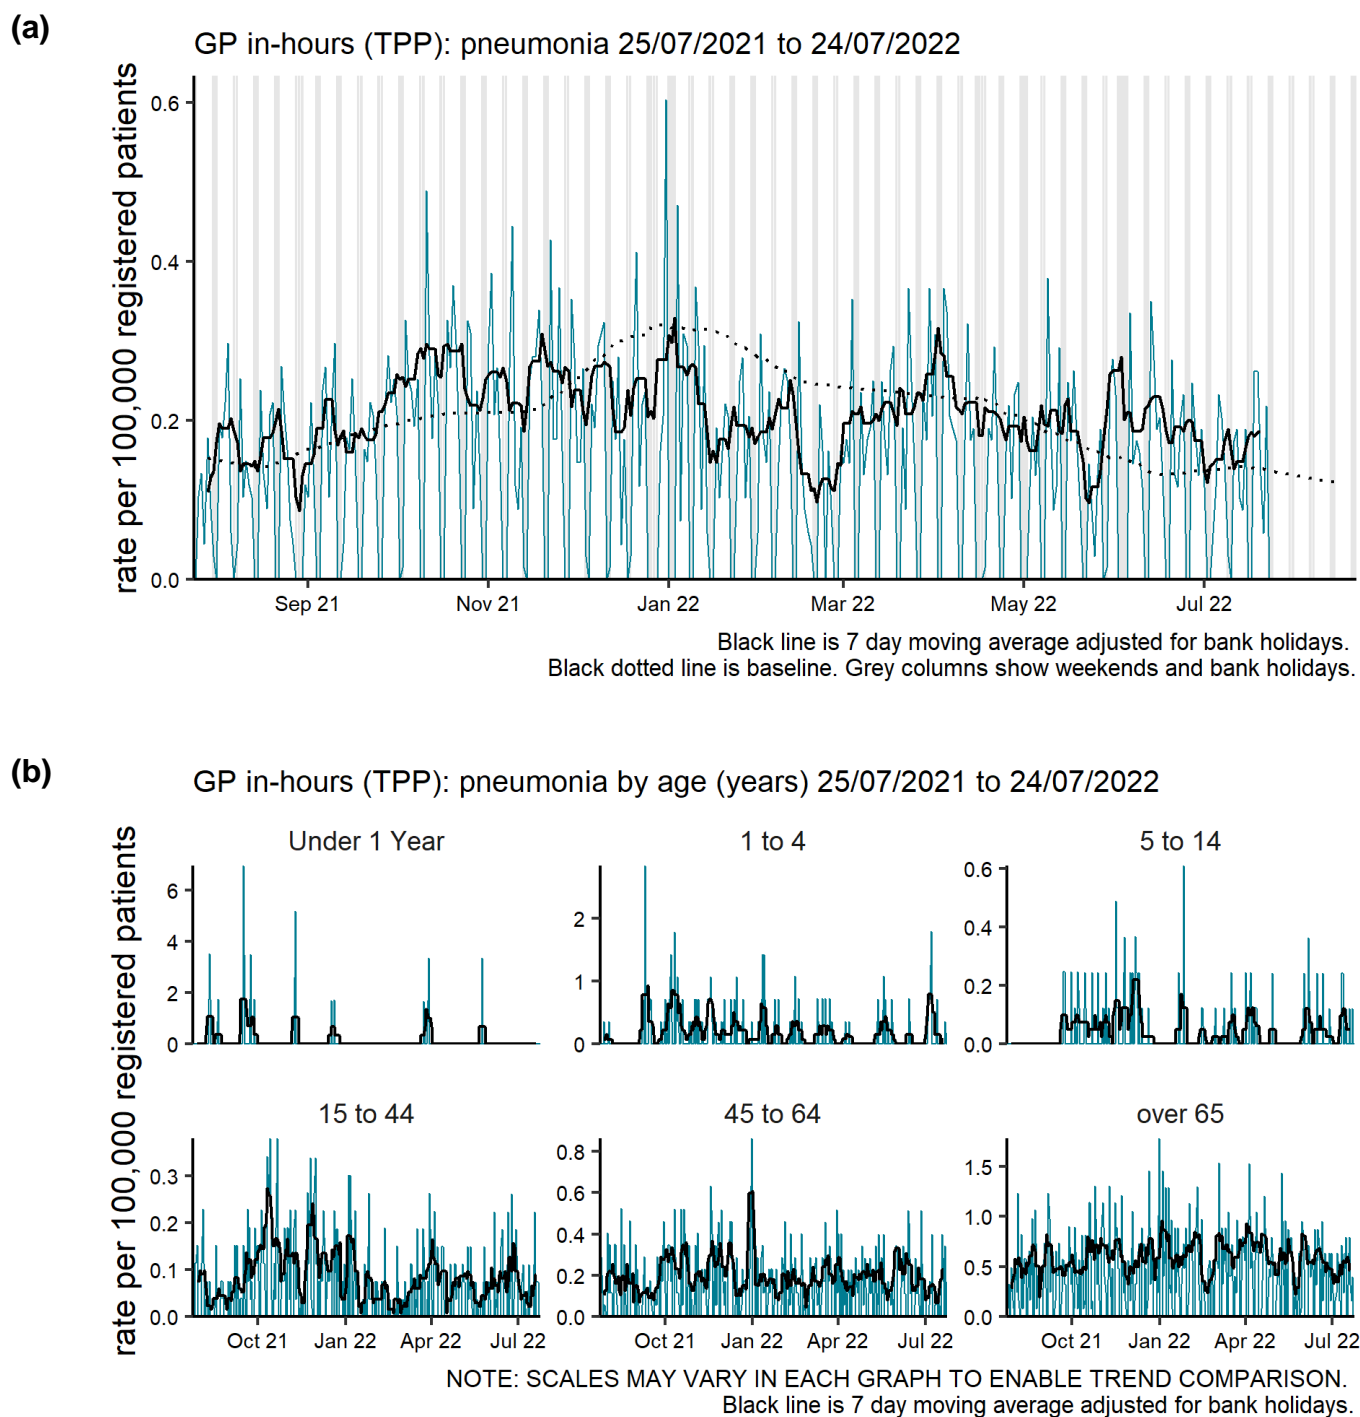 (a)
GP in-hours (TPP): pneumonia 25/07/2021 to 24/07/2022
rate per 100,000 registered patients
0.6
0.4
0.2
0.0
Sep 21 Nov 21 Jan 22 Mar 22 May 22 Jul 22
Black line is 7 day moving average adjusted for bank holidays.
Black dotted line is baseline. Grey columns show weekends and bank holidays.
(b)
GP in-hours (TPP): pneumonia by age (years) 25/07/2021 to 24/07/2022
rate per 100,000 registered patients
Under 1 Year
6
4
2
0
1 to 4
2
1
0
5 to 14
0.6
0.4
0.2
0.0
rate per 100,000 registered patients
15 to 44
0.3
0.2
0.1
0.0
Oct 21 Jan 22 Apr 22 Jul 22
45 to 64
0.8
0.6
0.4
0.2
0.0
Oct 21 Jan 22 Apr 22 Jul 22
over 65
1.5
1.0
0.5
0.0
Oct 21 Jan 22 Apr 22 Jul 22
NOTE: SCALES MAY VARY IN EACH GRAPH TO ENABLE TREND COMPARISON.
Black line is 7 day moving average adjusted for bank holidays.